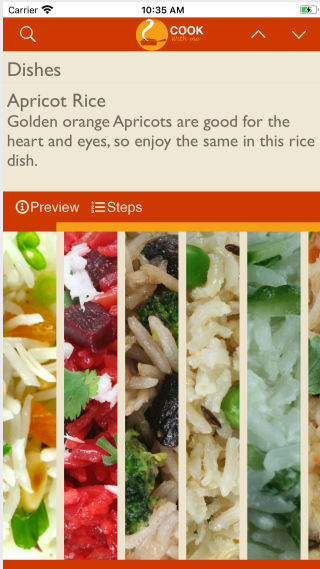 Carrier 10:35 AM
COOK
With me
Dishes
Apricot Rice
Golden orange Apricots are good for the
heart and eyes, so enjoy the same in this rice
dish.
Preview Steps